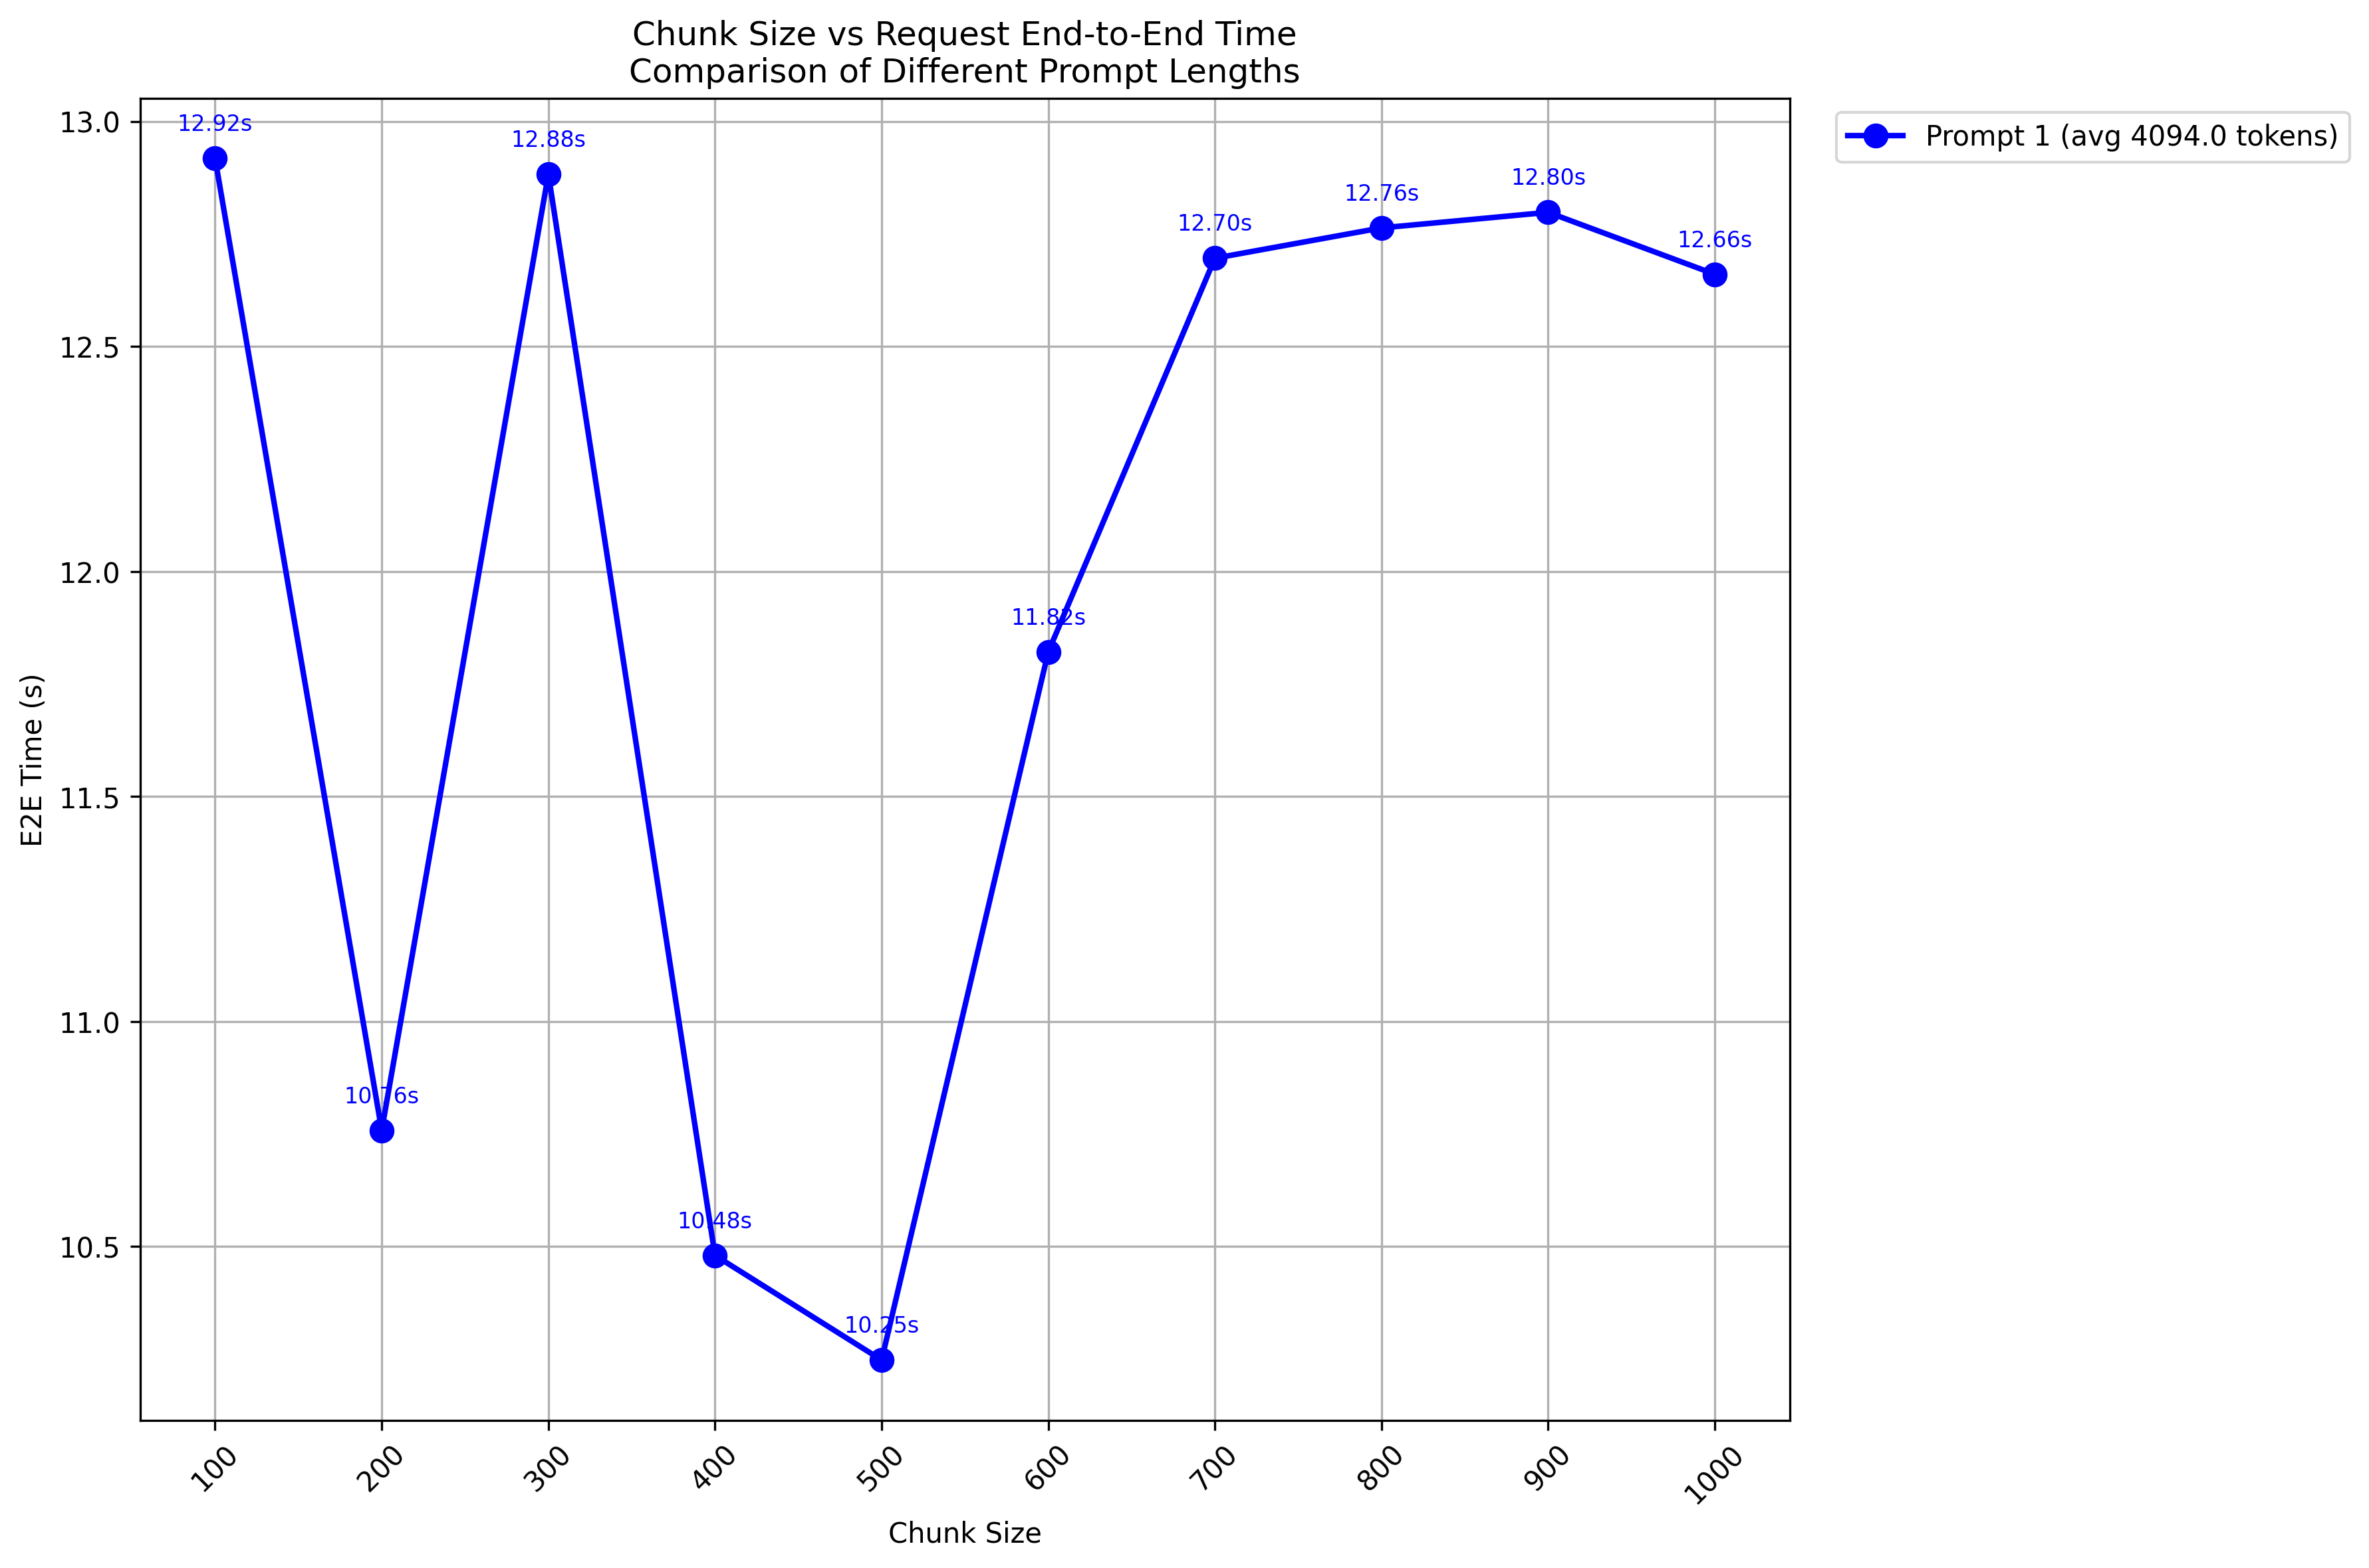 Chunk Size vs Request End-to-End Time
Comparison of Different Prompt Lengths
Prompt 1 (avg 4094.0 tokens)
E2E Time (s)
13.0
12.5
12.0
11.5
11.0
10.5
12.92s
10.76s
12.88s
10.48s
10.25s
11.82s
12.70s
12.76s
12.80s
12.66s
100
200
300
400
500
600
700
800
900
1000
Chunk Size